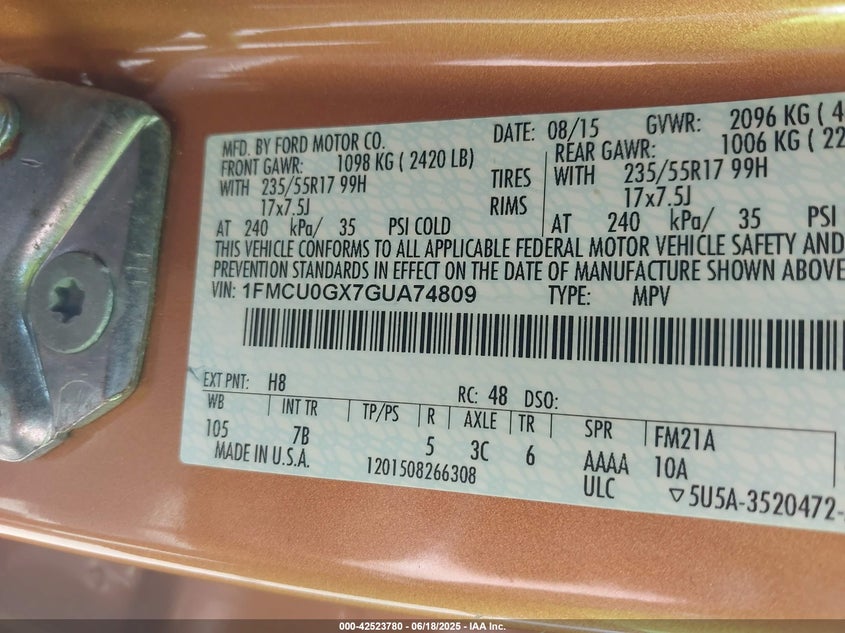 MFD. BY FORD MOTOR CO. DATE: 08/15 GVWR: 2096 KG ( 4
FRONT GAWR: 1098 KG ( 2420 LB) REAR GAWR: 1006 KG ( 22
WITH 235/55R17 99H TIRES WITH 235/55R17 99H
17x7.5J RIMS 17x7.5J
AT 240 kPa/ 35 PSI COLD AT 240 kPa/ 35 PSI
THIS VEHICLE CONFORMS TO ALL APPLICABLE FEDERAL MOTOR VEHICLE SAFETY AND
PREVENTION STANDARDS IN EFFECT ON THE DATE OF MANUFACTURE SHOWN ABOVE
VIN: 1FMCU0GX7GUA74809 TYPE: MPV
EXT PNT: H8 RC: 48 DSO:
WB INT TR TP/PS R AXLE TR SPR FM21A
105 7B 5 3C 6 AAAA 10A
MADE IN U.S.A. 1201508266308 ULC ▽5U5A-3520472-
000-42523780 - 06/18/2025 - IAA Inc.